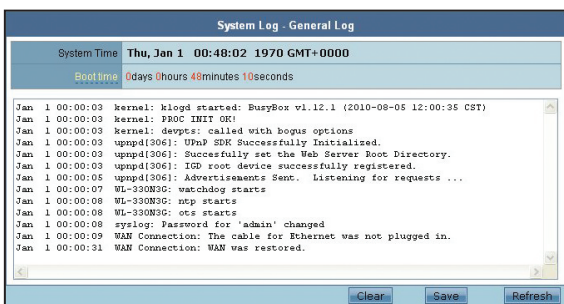 System Log - General Log
System Time Thu, Jan 1 00:48:02 1970 GMT+0000
Boot time 0days 0hours 48minutes 10seconds
Jan 1 00:00:03 kernel: klogd started: BusyBox v1.12.1 (2010-08-05 12:00:35 CST)
Jan 1 00:00:03 kernel: PROC INIT OK!
Jan 1 00:00:03 kernel: devpts: called with bogus options
Jan 1 00:00:03 upnpd[306]: UPnP SDK Successfully Initialized.
Jan 1 00:00:03 upnpd[306]: Succesfully set the Web Server Root Directory.
Jan 1 00:00:03 upnpd[306]: IGD root device successfully registered.
Jan 1 00:00:05 upnpd[306]: Advertisements Sent. Listening for requests ...
Jan 1 00:00:07 WL-330N3G: watchdog starts
Jan 1 00:00:08 WL-330N3G: ntp starts
Jan 1 00:00:08 WL-330N3G: ots starts
Jan 1 00:00:08 syslog: Password for 'admin' changed
Jan 1 00:00:09 WAN Connection: The cable for Ethernet was not plugged in.
Jan 1 00:00:31 WAN Connection: WAN was restored.
Clear Save Refresh